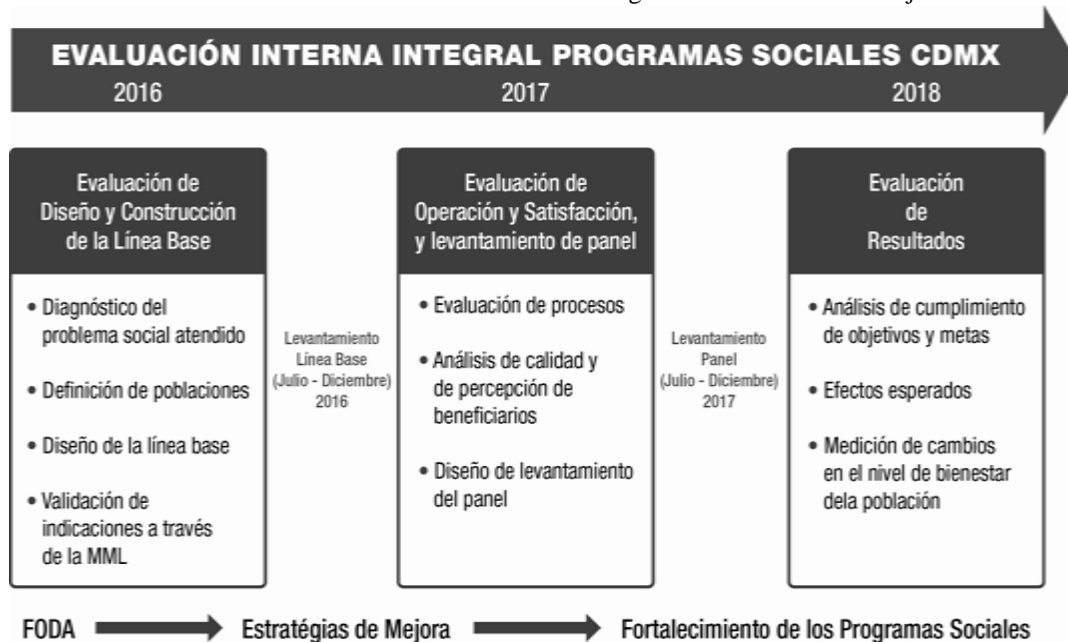 EVALUACIÓN INTERNA INTEGRAL PROGRAMAS SOCIALES CDMX
2016
2017
2018
Evaluación de
Diseño y Construcción
de la Línea Base
• Diagnóstico del
problema social atendido
• Definición de poblaciones
• Diseño de la línea base
• Validación de
indicaciones a través
de la MML
Levantamiento
Línea Base
(Julio - Diciembre)
2016
Evaluación de
Operación y Satisfacción,
y levantamiento de panel
• Evaluación de procesos
• Análisis de calidad y
de percepción de
beneficiarios
• Diseño de levantamiento
del panel
Levantamiento
Panel
(Julio - Diciembre)
2017
Evaluación
de
Resultados
• Análisis de cumplimiento
de objetivos y metas
• Efectos esperados
• Medición de cambios
en el nivel de bienestar
dela población
FODA
Estratégias de Mejora
Fortalecimiento de los Programas Sociales